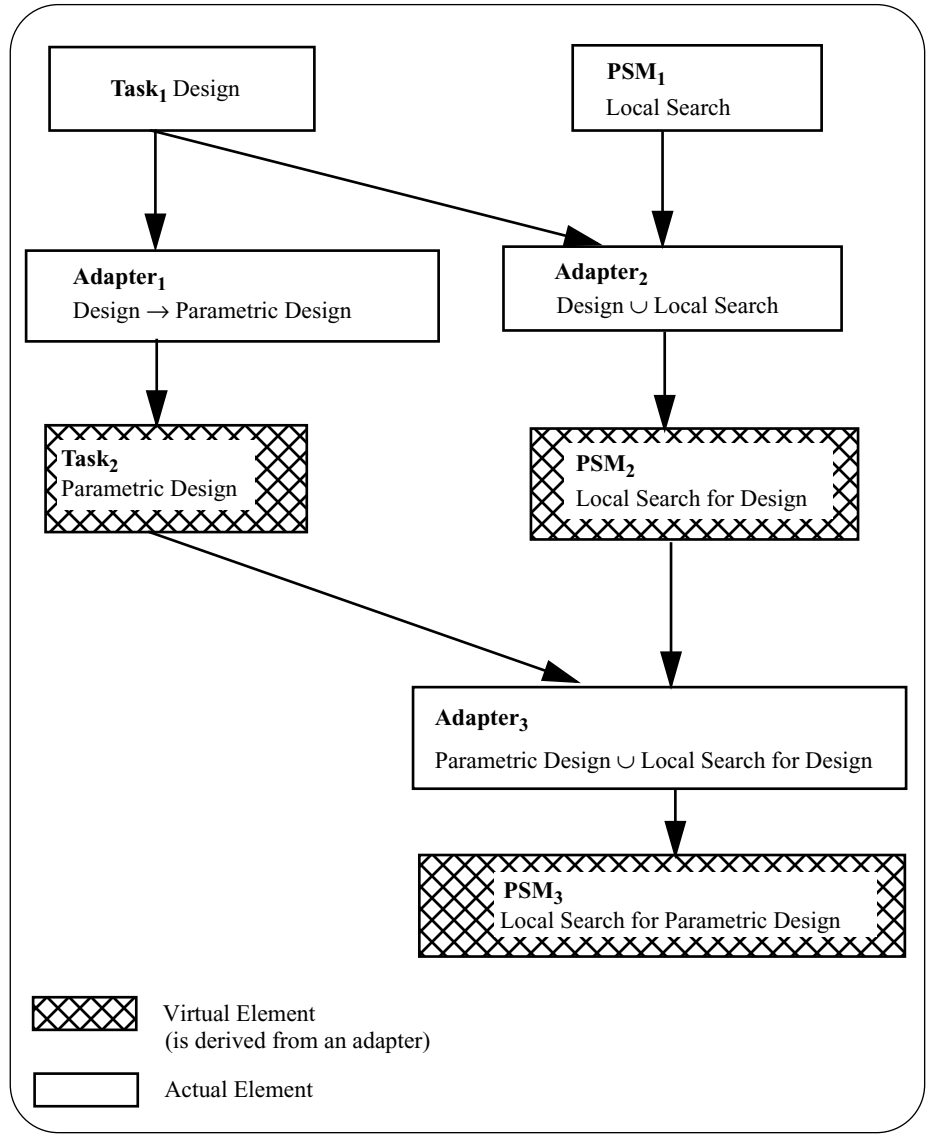 Task₁ Design
PSM₁
Local Search
Adapter₁
Design → Parametric Design
Adapter₂
Design ∪ Local Search
Task₂
Parametric Design
PSM₂
Local Search for Design
Adapter₃
Parametric Design ∪ Local Search for Design
PSM₃
Local Search for Parametric Design
Virtual Element
(is derived from an adapter)
Actual Element